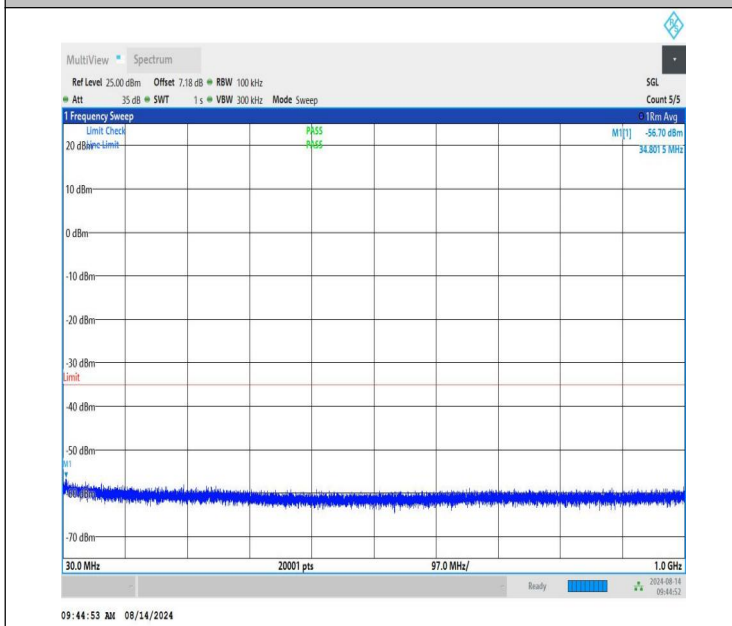 MultiView Spectrum
Ref Level 25.00 dBm Offset 7.18 dB RBW 100 kHz SGL
Att 35 dB SWT 1 s VBW 300 kHz Mode Sweep Count 5/5
1 Frequency Sweep 1Rm Avg
Limit Check PASS M1[1] -56.70 dBm
20 dBm Line Limit PASS 34.801 5 MHz
10 dBm
0 dBm
-10 dBm
-20 dBm
-30 dBm
Limit
-40 dBm
-50 dBm
M1
-70 dBm
30.0 MHz 20001 pts 97.0 MHz/ 1.0 GHz
Ready 2024-08-14
09:44:52
09:44:53 AM 08/14/2024